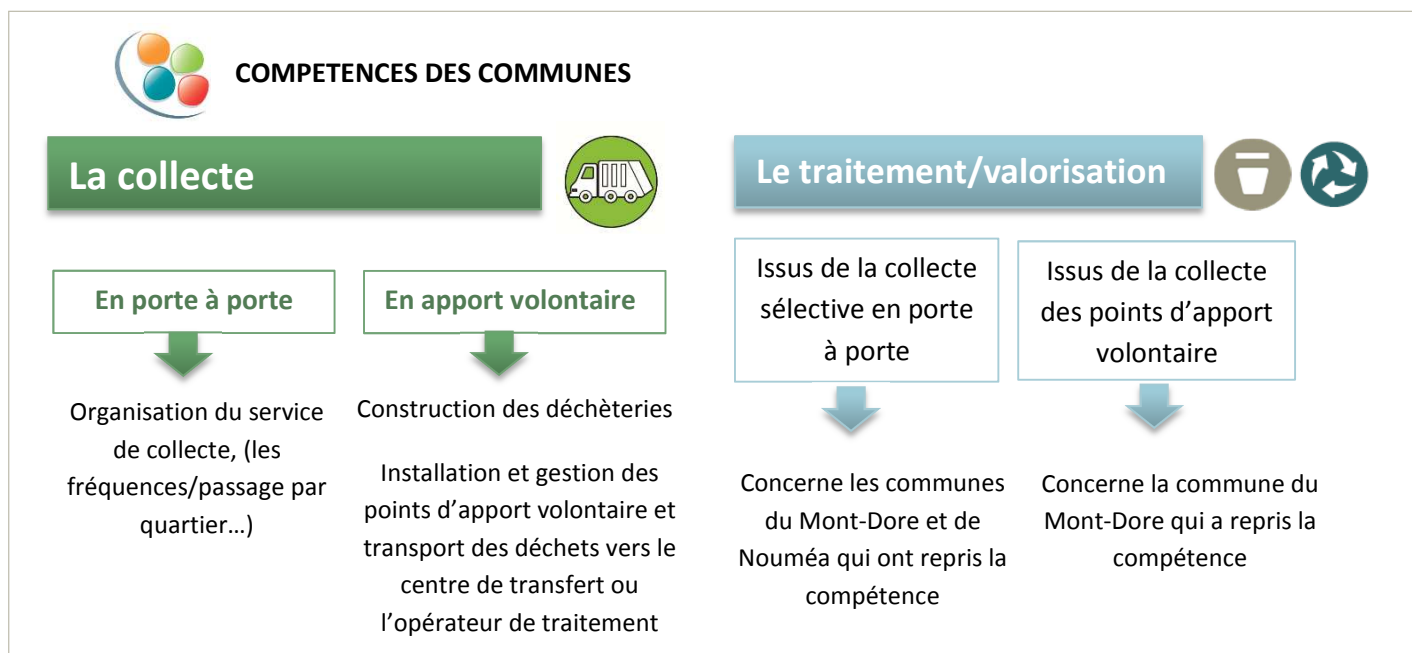 COMPETENCES DES COMMUNES
La collecte
En porte à porte
Organisation du service
de collecte, (les
fréquences/passage par
quartier…)
En apport volontaire
Construction des déchèteries
Installation et gestion des
points d’apport volontaire et
transport des déchets vers le
centre de transfert ou
l’opérateur de traitement
Le traitement/valorisation
Issus de la collecte
sélective en porte
à porte
Concerne les communes
du Mont-Dore et de
Nouméa qui ont repris la
compétence
Issus de la collecte
des points d’apport
volontaire
Concerne la commune du
Mont-Dore qui a repris la
compétence